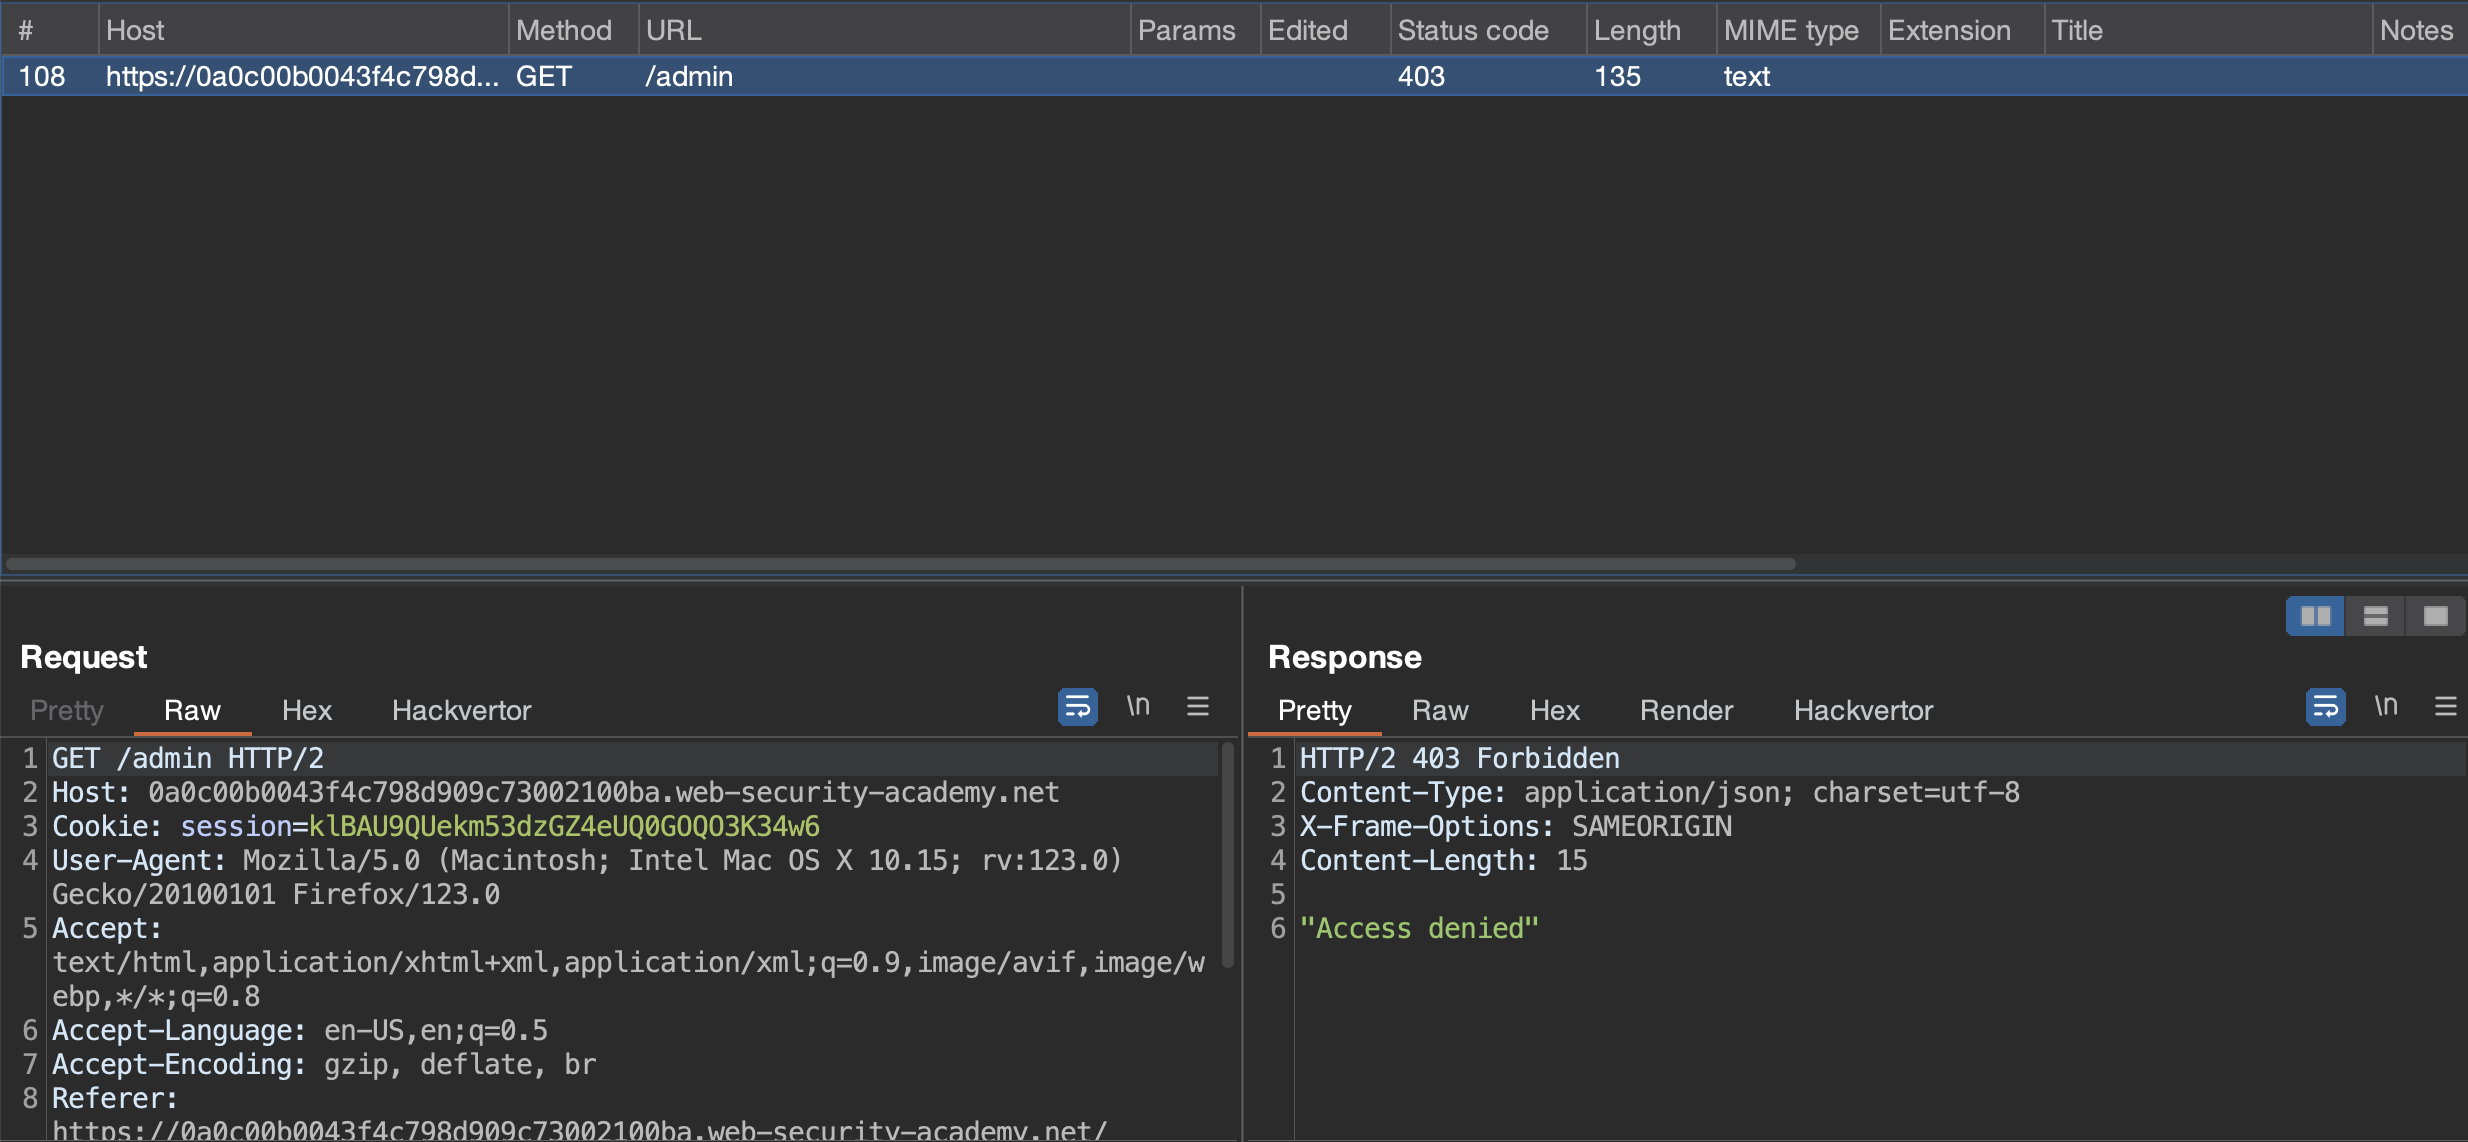 # Host Method URL Params Edited Status code Length MIME type Extension Title Notes
108 https://0a0c00b0043f4c798d... GET /admin 403 135 text
Request
Pretty Raw Hex Hackvertor \n
1 GET /admin HTTP/2
2 Host: 0a0c00b0043f4c798d909c73002100ba.web-security-academy.net
3 Cookie: session=klBAU9QUekm53dzGZ4eUQ0GOQO3K34w6
4 User-Agent: Mozilla/5.0 (Macintosh; Intel Mac OS X 10.15; rv:123.0)
Gecko/20100101 Firefox/123.0
5 Accept:
text/html,application/xhtml+xml,application/xml;q=0.9,image/avif,image/w
ebp,*/*;q=0.8
6 Accept-Language: en-US,en;q=0.5
7 Accept-Encoding: gzip, deflate, br
8 Referer:
https://0a0c00b0043f4c798d909c73002100ba.web-security-academy.net/
Response
Pretty Raw Hex Render Hackvertor \n
1 HTTP/2 403 Forbidden
2 Content-Type: application/json; charset=utf-8
3 X-Frame-Options: SAMEORIGIN
4 Content-Length: 15
5
6 "Access denied"